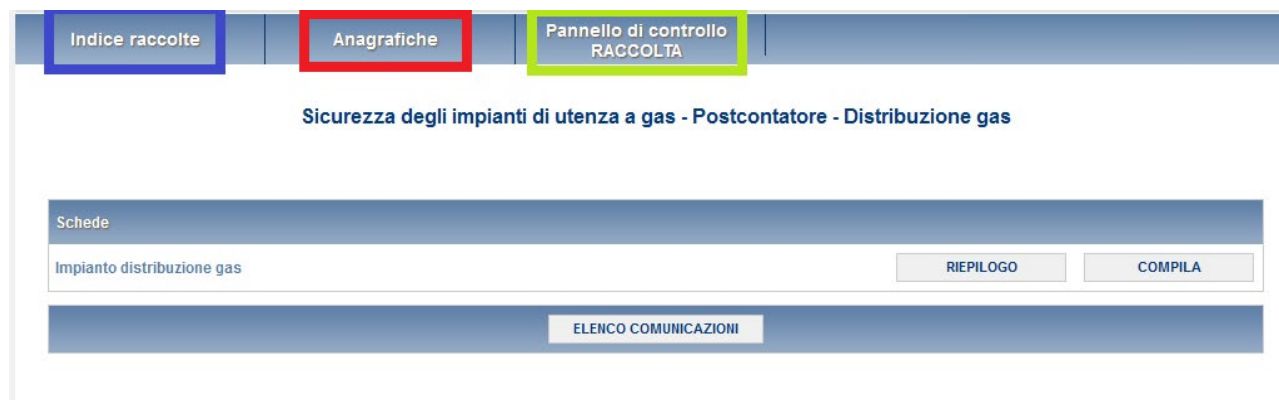 Indice raccolte
Anagrafiche
Pannello di controllo
RACCOLTA
Sicurezza degli impianti di utenza a gas - Postcontatore - Distribuzione gas
Schede
Impianto distribuzione gas
RIEPILOGO
COMPILA
ELENCO COMUNICAZIONI